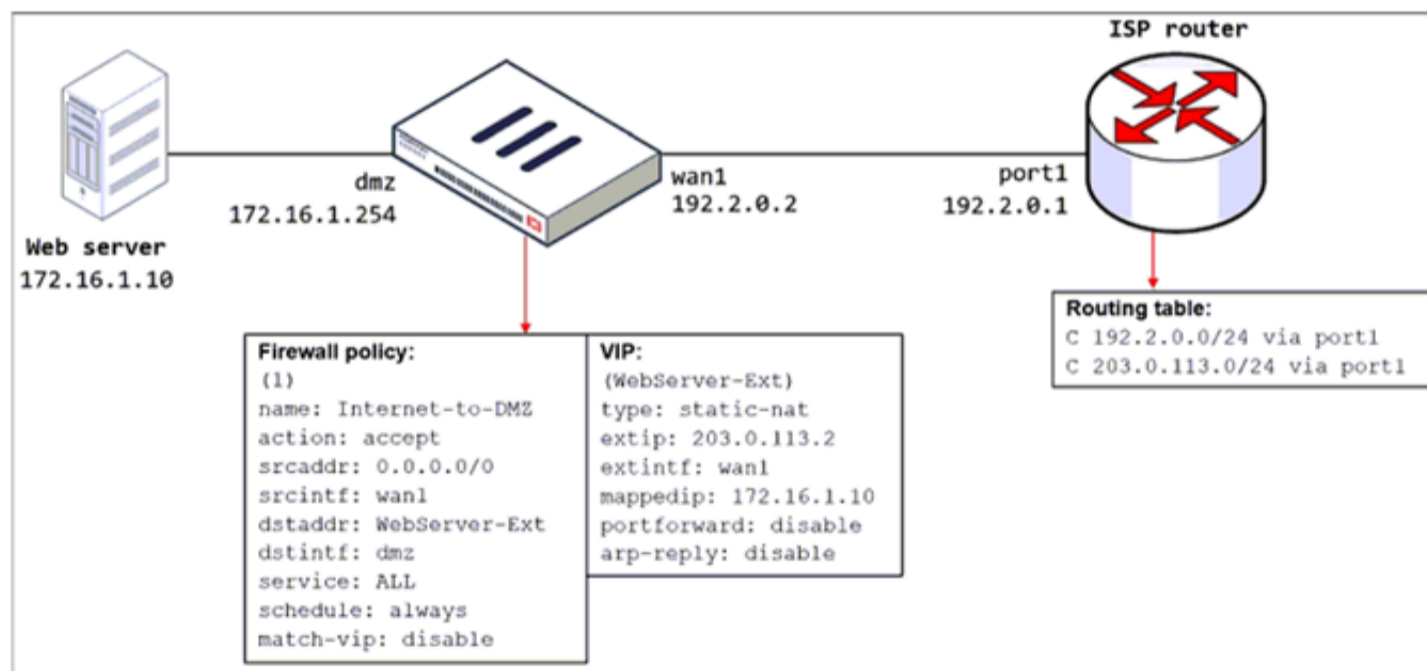 ISP router
dmz
172.16.1.254
wan1
192.2.0.2
port1
192.2.0.1
Web server
172.16.1.10
Firewall policy:
(1)
name: Internet-to-DMZ
action: accept
srcaddr: 0.0.0.0/0
srcintf: wan1
dstaddr: WebServer-Ext
dstintf: dmz
service: ALL
schedule: always
match-vip: disable
VIP:
(WebServer-Ext)
type: static-nat
extip: 203.0.113.2
extintf: wan1
mappedip: 172.16.1.10
portforward: disable
arp-reply: disable
Routing table:
C 192.2.0.0/24 via port1
C 203.0.113.0/24 via port1